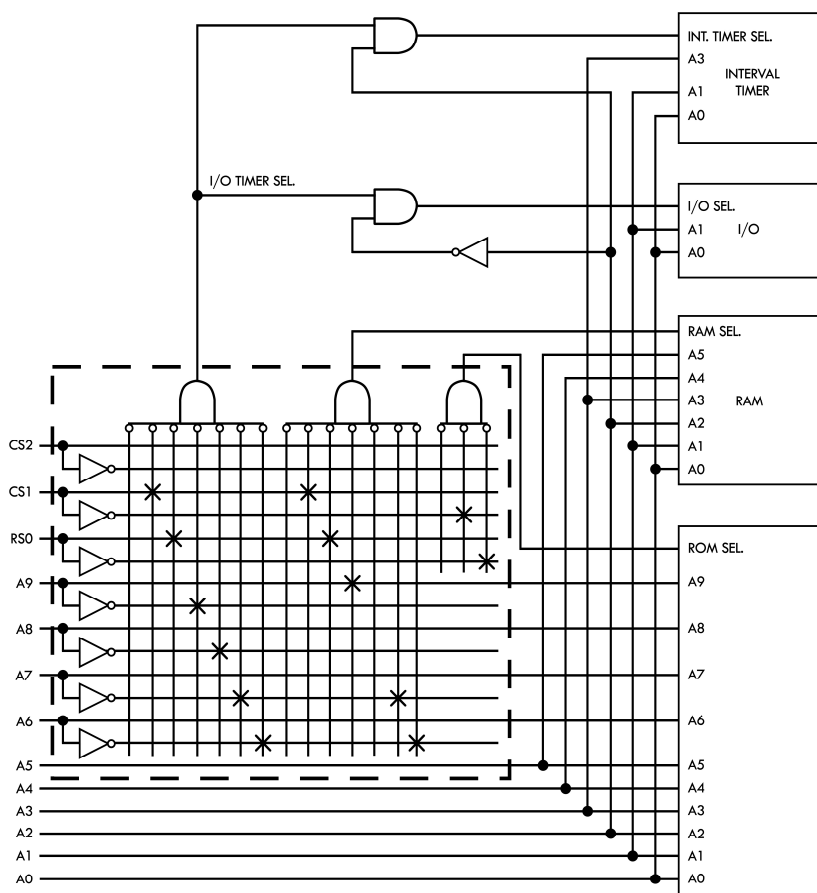 INT. TIMER SEL.
A3
INTERVAL
TIMER
A1
A0
I/O TIMER SEL.
I/O SEL.
A1
I/O
A0
RAM SEL.
A5
A4
A3
RAM
A2
A1
A0
CS2
CS1
RS0
A9
A8
A7
A6
A5
A4
A3
A2
A1
A0
ROM SEL.
A9
A8
A7
A6
A5
A4
A3
A2
A1
A0